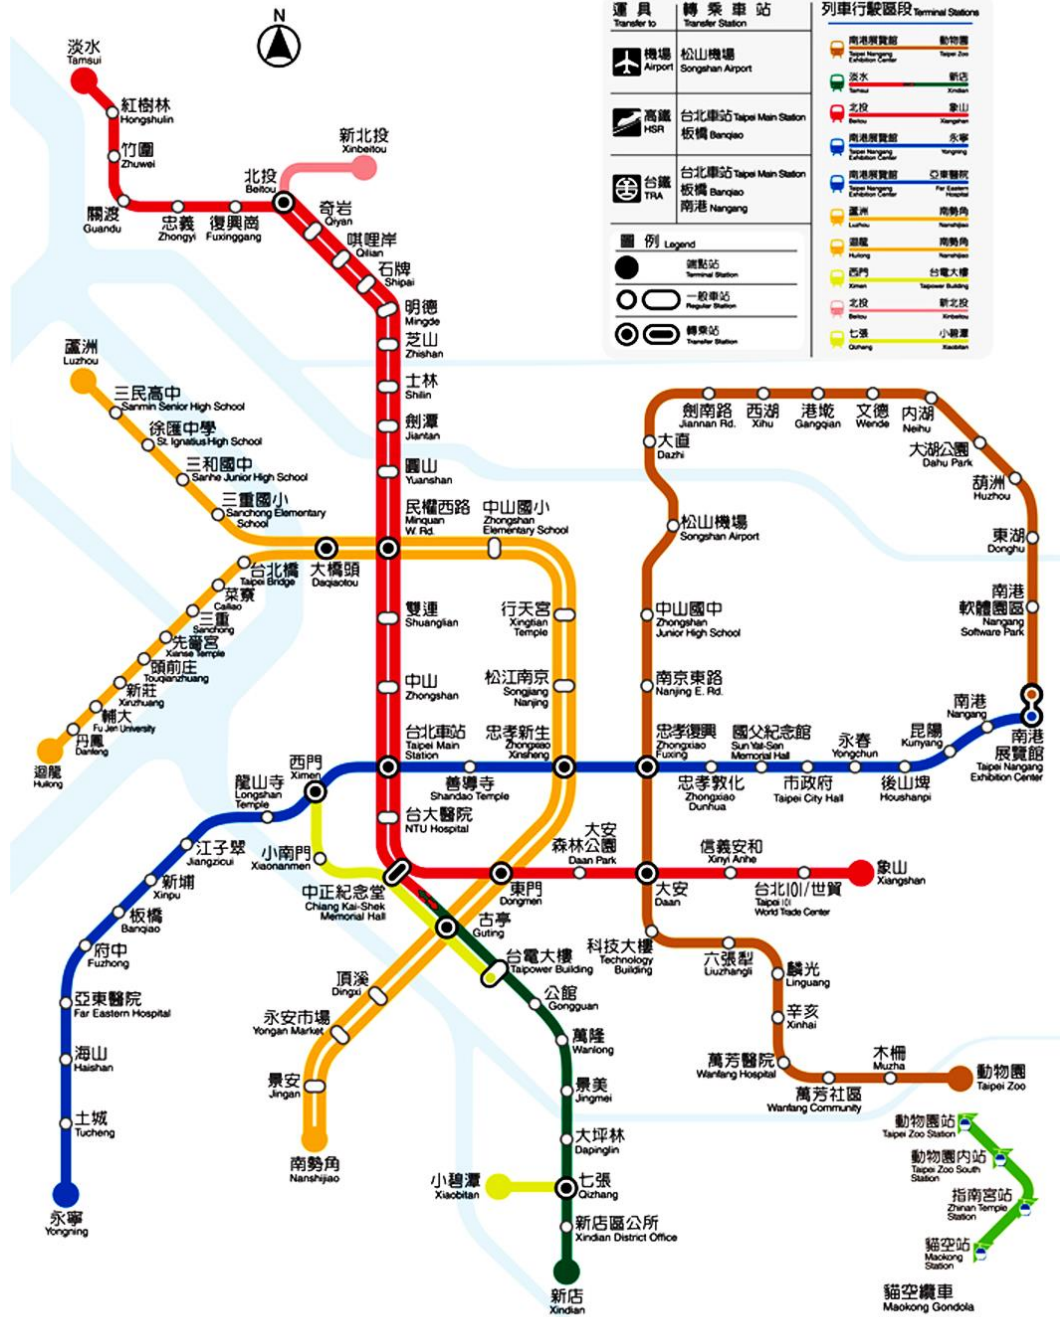 N
運具
Transfer to
轉乘車站
Transfer Station
機場
Airport
松山機場
Songshan Airport
高鐵
HSR
台北車站 Taipei Main Station
板橋 Banqiao
台鐵
TRA
台北車站 Taipei Main Station
板橋 Banqiao
南港 Nangang
圖例 Legend
端點站
Terminal Station
一般車站
Regular Station
轉乘站
Transfer Station
列車行駛區段 Terminal Stations
南港展覽館 動物園
Taipei Nangang Taipei Zoo
Exhibition Center
淡水 新店
Tamsui Xindian
北投 象山
Beitou Xiangshan
南港展覽館 永寧
Taipei Nangang Yongning
Exhibition Center
南港展覽館 亞東醫院
Taipei Nangang Far Eastern
Exhibition Center Hospital
蘆洲 南勢角
Luzhou Nanshijiao
迴龍 南勢角
Huilong Nanshijiao
西門 台電大樓
Ximen Taipower Building
北投 新北投
Beitou Xinbeitou
七張 小碧潭
Qizhang Xiaobitan
淡水
Tamsui
紅樹林
Hongshulin
竹圍
Zhuwei
關渡
Guandu
忠義
Zhongyi
復興崗
Fuxinggang
北投
Beitou
新北投
Xinbeitou
奇岩
Qiyan
唭哩岸
Qilian
石牌
Shipai
明德
Mingde
芝山
Zhishan
士林
Shilin
劍潭
Jiantan
圓山
Yuanshan
民權西路
Minquan
W. Rd.
雙連
Shuanglian
中山
Zhongshan
台北車站
Taipei Main
Station
台大醫院
NTU Hospital
中正紀念堂
Chiang Kai-Shek
Memorial Hall
東門
Dongmen
大安
森林公園
Daan Park
大安
Daan
信義安和
Xinyi Anhe
台北101/世貿
Taipei 101
World Trade Center
象山
Xiangshan
蘆洲
Luzhou
三民高中
Sanmin Senior High School
徐匯中學
St. Ignatius High School
三和國中
Sanhe Junior High School
三重國小
Sanchong Elementary
School
大橋頭
Daqiaotou
台北橋
Taipei Bridge
菜寮
Cailiao
三重
Sanchong
先嗇宮
Xianse Temple
頭前庄
Touqianzhuang
新莊
Xinzhuang
輔大
Fu Jen University
丹鳳
Danfeng
迴龍
Huilong
中山國小
Zhongshan
Elementary School
行天宮
Xingtian
Temple
松江南京
Songjiang
Nanjing
忠孝新生
Zhongxiao
Xinsheng
古亭
Guting
頂溪
Dingxi
永安市場
Yongan Market
景安
Jingan
南勢角
Nanshijiao
劍南路
Jiannan Rd.
西湖
Xihu
港墘
Gangqian
文德
Wende
內湖
Neihu
大湖公園
Dahu Park
葫洲
Huzhou
東湖
Donghu
南港
軟體園區
Nangang
Software Park
大直
Dazhi
松山機場
Songshan Airport
中山國中
Zhongshan
Junior High School
南京東路
Nanjing E. Rd.
忠孝復興
Zhongxiao
Fuxing
科技大樓
Technology
Building
六張犁
Liuzhangli
麟光
Linguang
辛亥
Xinhai
萬芳醫院
Wanfang Hospital
萬芳社區
Wanfang Community
木柵
Muzha
動物園
Taipei Zoo
南港
展覽館
Taipei Nangang
Exhibition Center
南港
Nangang
昆陽
Kunyang
後山埤
Houshanpi
永春
Yongchun
市政府
Taipei City Hall
國父紀念館
Sun Yat-Sen
Memorial Hall
忠孝敦化
Zhongxiao
Dunhua
善導寺
Shandao Temple
西門
Ximen
龍山寺
Longshan
Temple
江子翠
Jiangzicui
新埔
Xinpu
板橋
Banqiao
府中
Fuzhong
亞東醫院
Far Eastern Hospital
海山
Haishan
土城
Tucheng
永寧
Yongning
小南門
Xiaonanmen
台電大樓
Taipower Building
公館
Gongguan
萬隆
Wanlong
景美
Jingmei
大坪林
Dapinglin
小碧潭
Xiaobitan
七張
Qizhang
新店區公所
Xindian District Office
新店
Xindian
動物園站
Taipei Zoo Station
動物園內站
Taipei Zoo South
Station
指南宮站
Zhinan Temple
Station
貓空站
Maokong
Station
貓空纜車
Maokong Gondola